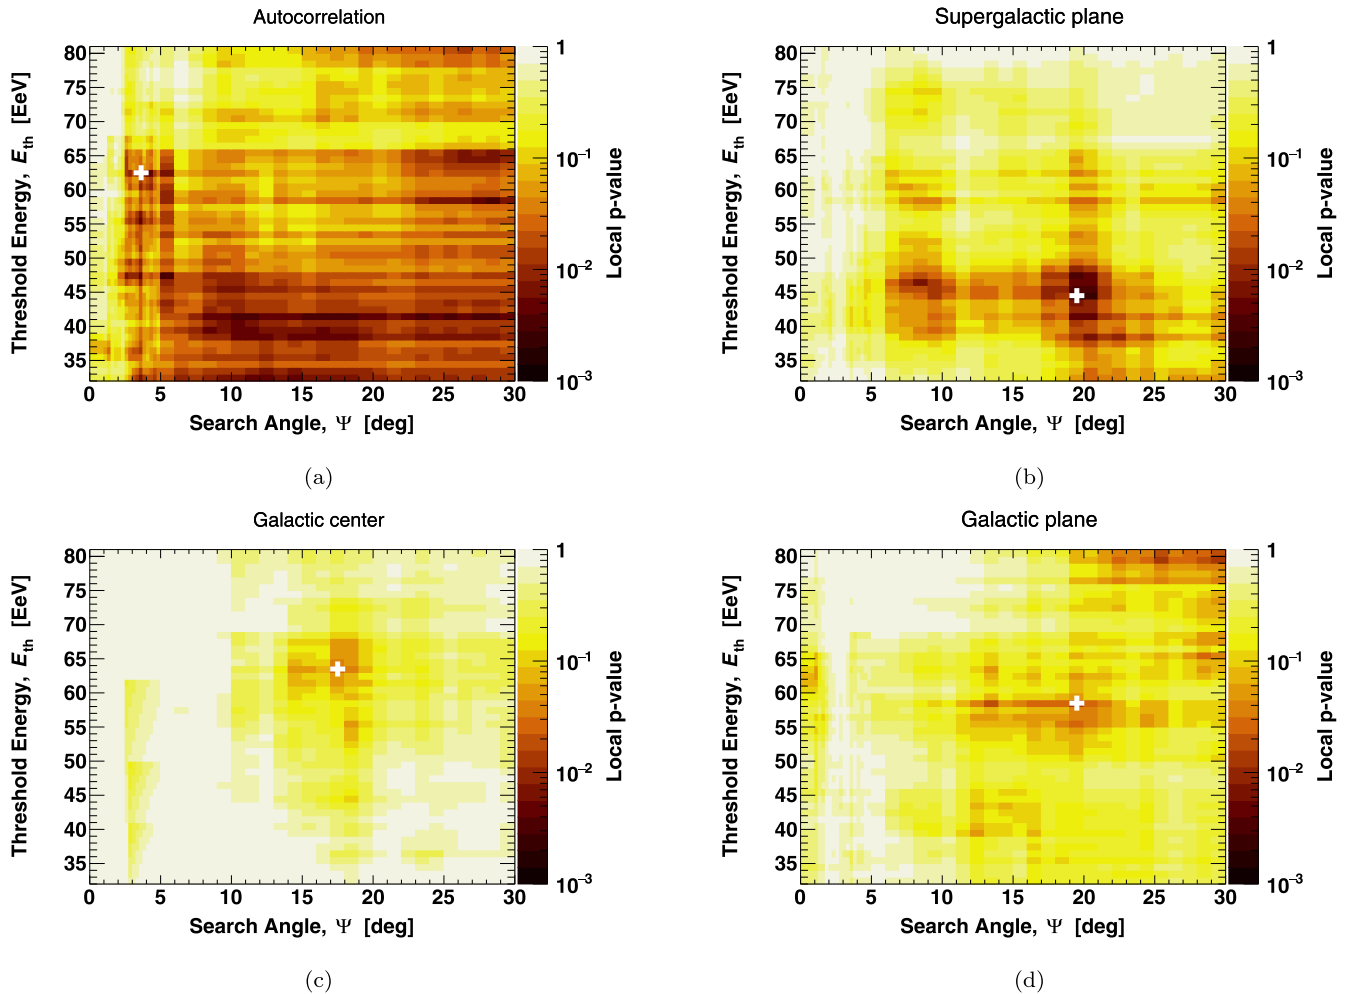 Autocorrelation
Threshold Energy, E_th [EeV]
80
75
70
65
60
55
50
45
40
35
0 5 10 15 20 25 30
Search Angle, Ψ [deg]
1
10⁻¹
10⁻²
10⁻³
Local p-value
(a)
Supergalactic plane
Threshold Energy, E_th [EeV]
80
75
70
65
60
55
50
45
40
35
0 5 10 15 20 25 30
Search Angle, Ψ [deg]
1
10⁻¹
10⁻²
10⁻³
Local p-value
(b)
Galactic center
Threshold Energy, E_th [EeV]
80
75
70
65
60
55
50
45
40
35
0 5 10 15 20 25 30
Search Angle, Ψ [deg]
1
10⁻¹
10⁻²
10⁻³
Local p-value
(c)
Galactic plane
Threshold Energy, E_th [EeV]
80
75
70
65
60
55
50
45
40
35
0 5 10 15 20 25 30
Search Angle, Ψ [deg]
1
10⁻¹
10⁻²
10⁻³
Local p-value
(d)